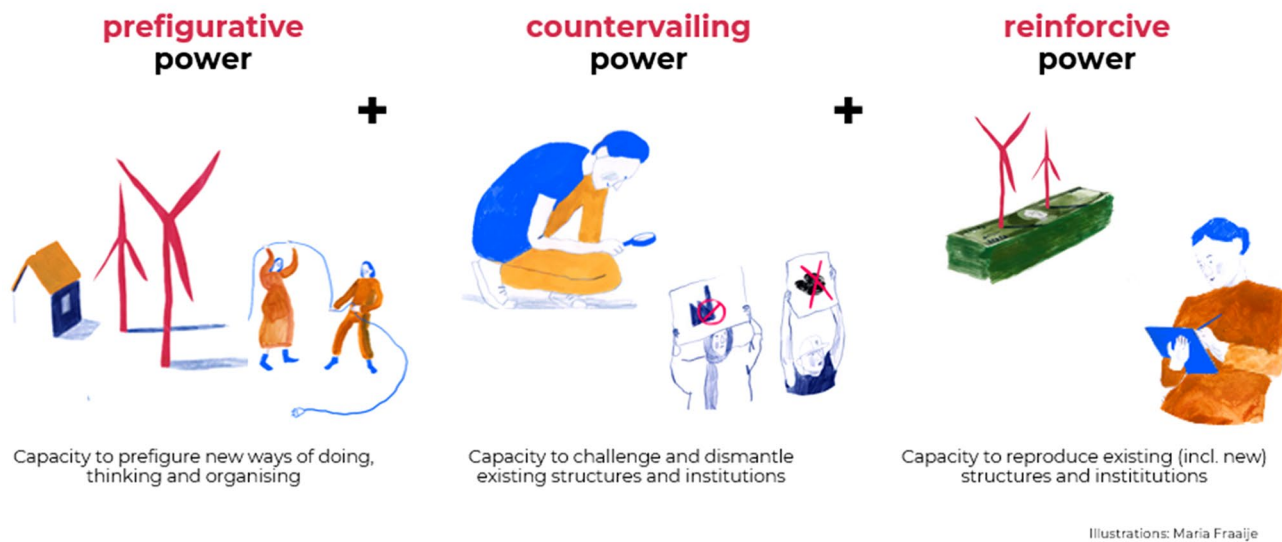 prefigurative
power
+
countervailing
power
+
reinforcive
power
Capacity to prefigure new ways of doing,
thinking and organising
Capacity to challenge and dismantle
existing structures and institutions
Capacity to reproduce existing (incl. new)
structures and instititutions
Illustrations: Maria Fraaije